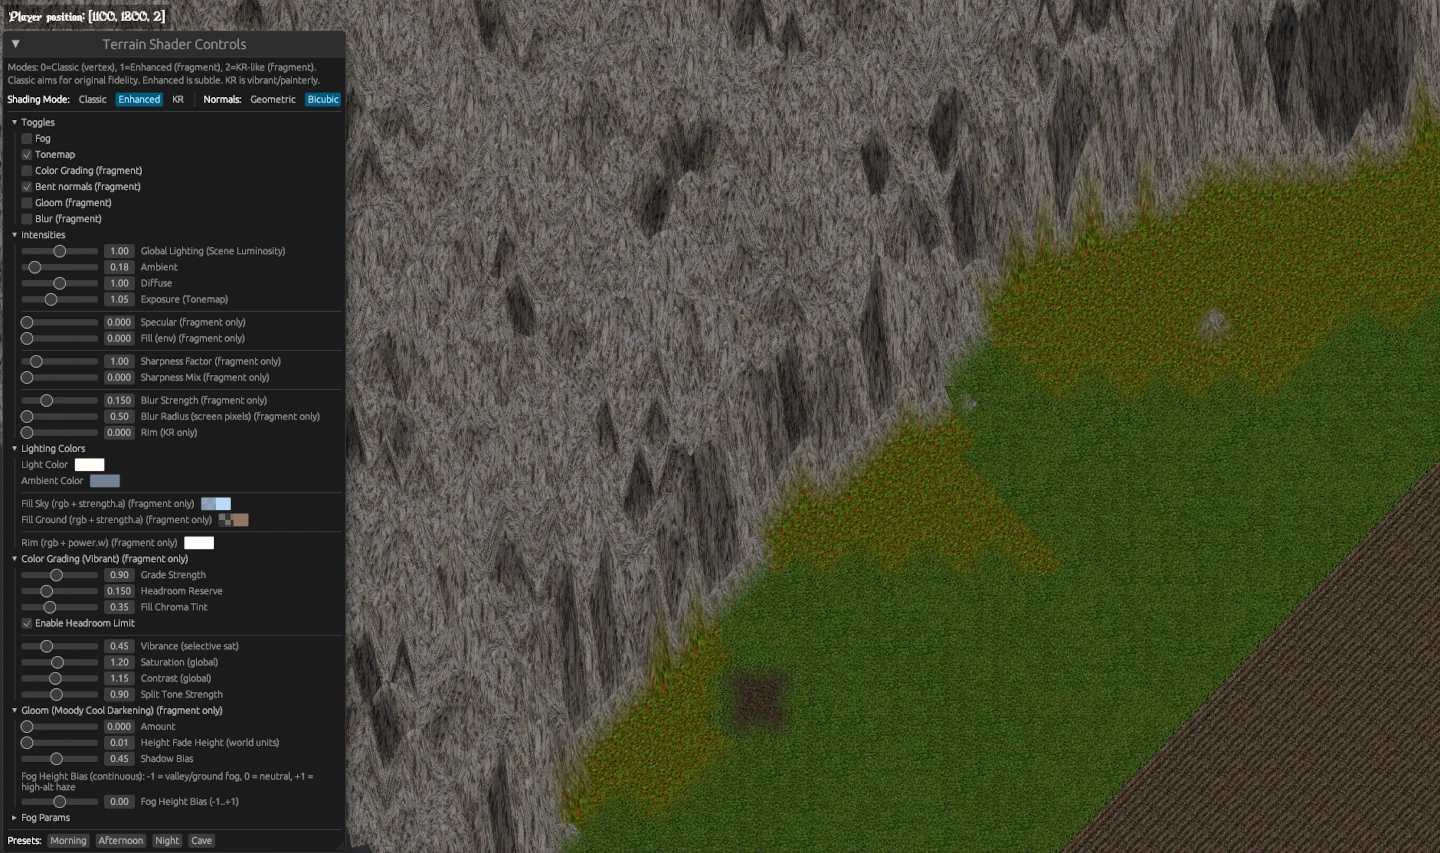 Player position: [1100, 1800, 2]
▼ Terrain Shader Controls
Modes: 0=Classic (vertex), 1=Enhanced (fragment), 2=KR-like (fragment).
Classic aims for original fidelity. Enhanced is subtle. KR is vibrant/painterly.
Shading Mode: Classic Enhanced KR Normals: Geometric Bicubic
Toggles
Fog
Tonemap
Color Grading (fragment)
Bent normals (fragment)
Gloom (fragment)
Blur (fragment)
Intensities
1.00 Global Lighting (Scene Luminosity)
0.18 Ambient
1.00 Diffuse
1.05 Exposure (Tonemap)
0.000 Specular (fragment only)
0.000 Fill (env) (fragment only)
1.00 Sharpness Factor (fragment only)
0.000 Sharpness Mix (fragment only)
0.150 Blur Strength (fragment only)
0.50 Blur Radius (screen pixels) (fragment only)
0.000 Rim (KR only)
Lighting Colors
Light Color
Ambient Color
Fill Sky (rgb + strength.a) (fragment only)
Fill Ground (rgb + strength.a) (fragment only)
Rim (rgb + power.w) (fragment only)
Color Grading (Vibrant) (fragment only)
0.90 Grade Strength
0.150 Headroom Reserve
0.35 Fill Chroma Tint
Enable Headroom Limit
0.45 Vibrance (selective sat)
1.20 Saturation (global)
1.15 Contrast (global)
0.90 Split Tone Strength
Gloom (Moody Cool Darkening) (fragment only)
0.000 Amount
0.01 Height Fade Height (world units)
0.45 Shadow Bias
Fog Height Bias (continuous): -1 = valley/ground fog, 0 = neutral, +1 =
high-alt haze
0.00 Fog Height Bias (-1..+1)
Fog Params
Presets: Morning Afternoon Night Cave